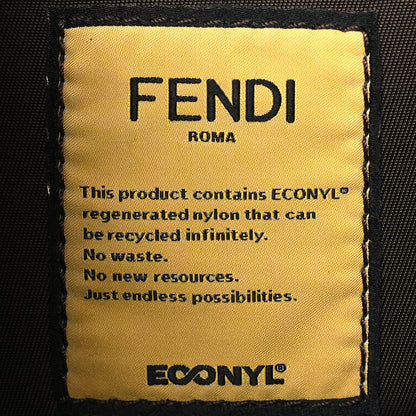 FENDI
ROMA
This product contains ECONYL®
regenerated nylon that can
be recycled infinitely.
No waste.
No new resources.
Just endless possibilities.
ECONYL®